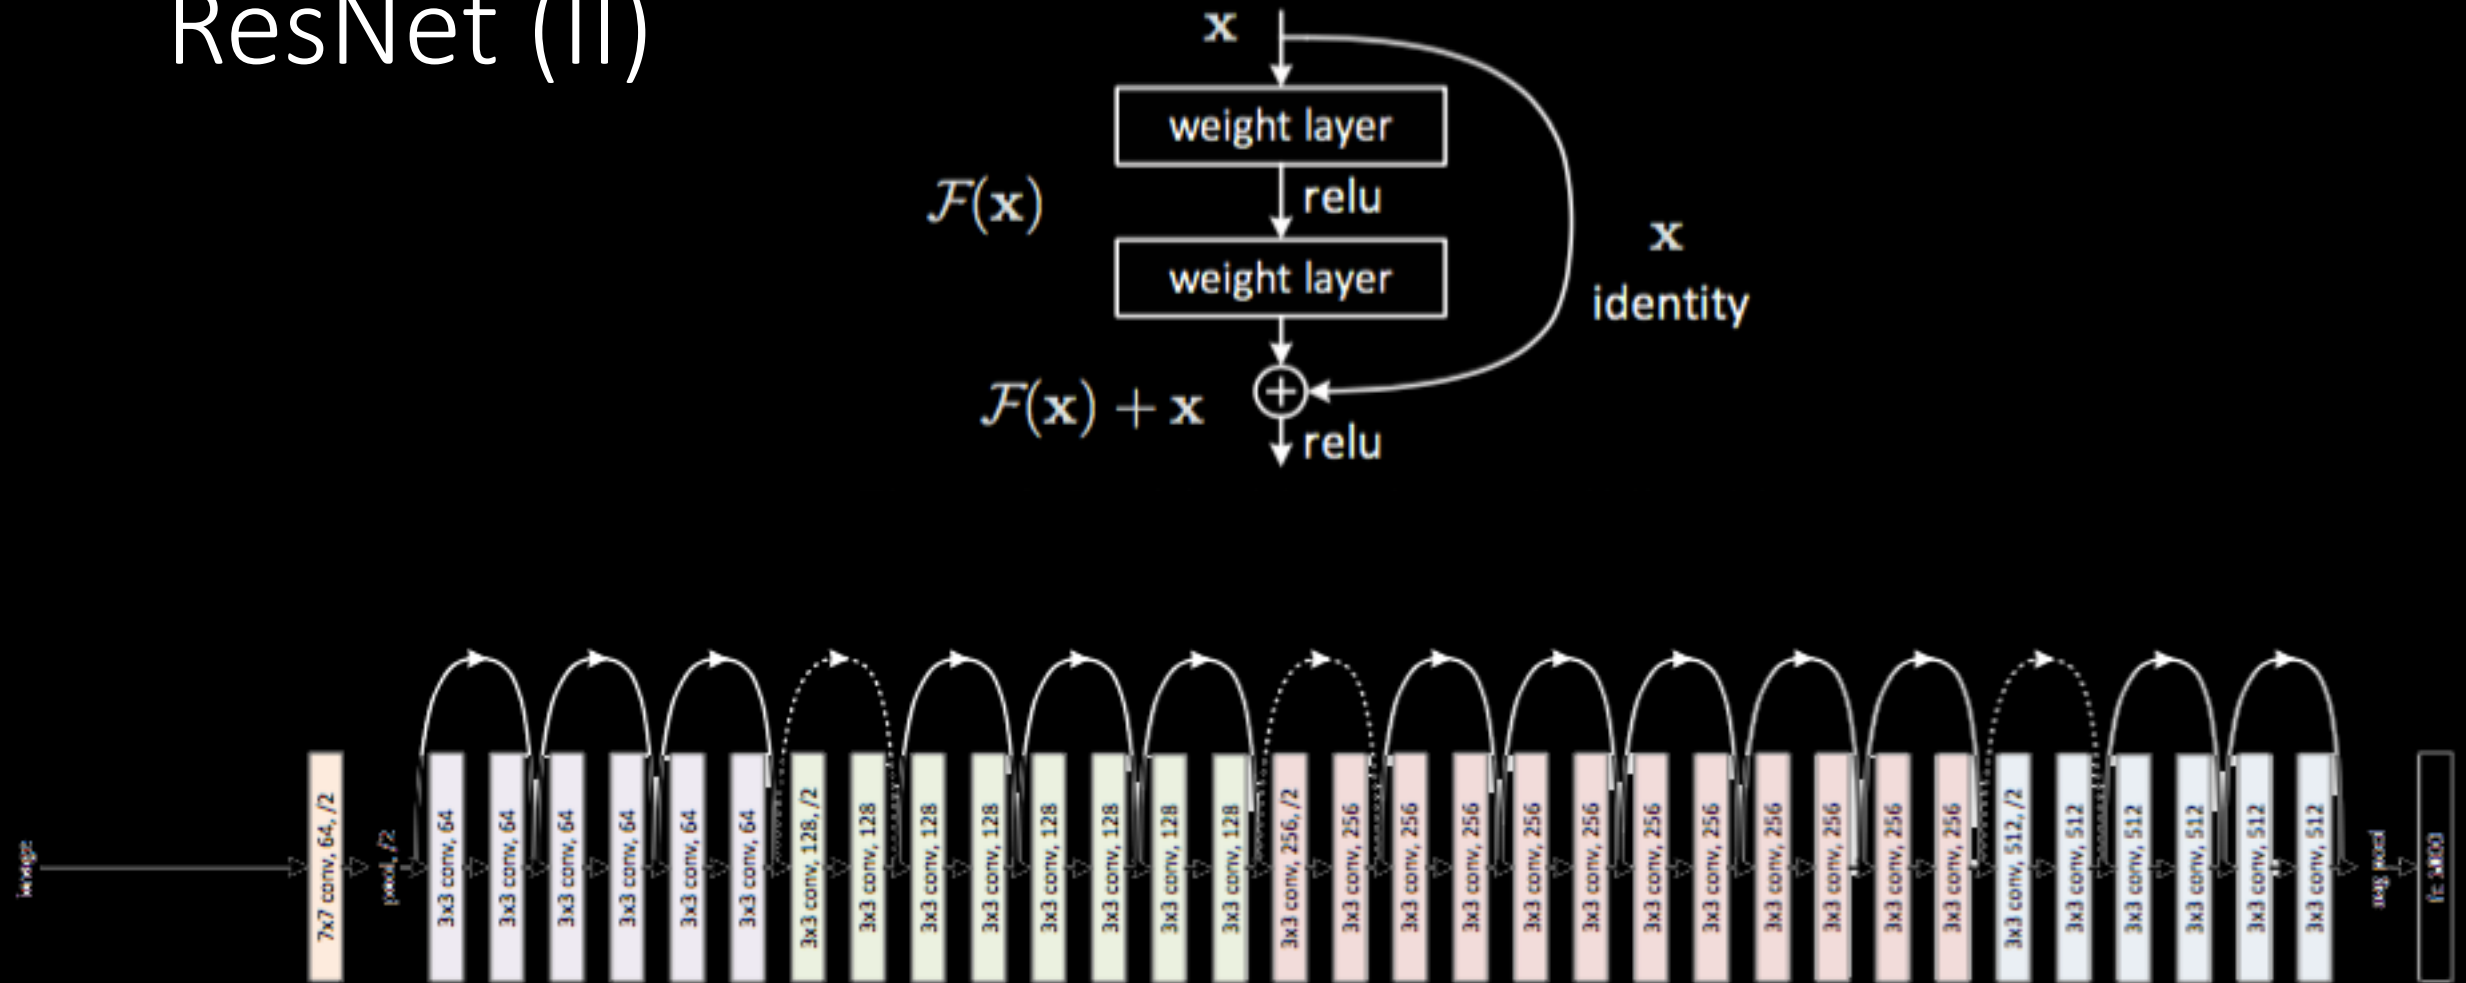 ResNet (II)
x
weight layer
F(x)
relu
weight layer
x
identity
F(x) + x
relu
image
7x7 conv, 64, /2
pool, /2
3x3 conv, 64
3x3 conv, 64
3x3 conv, 64
3x3 conv, 64
3x3 conv, 64
3x3 conv, 64
3x3 conv, 128, /2
3x3 conv, 128
3x3 conv, 128
3x3 conv, 128
3x3 conv, 128
3x3 conv, 128
3x3 conv, 128
3x3 conv, 128
3x3 conv, 256, /2
3x3 conv, 256
3x3 conv, 256
3x3 conv, 256
3x3 conv, 256
3x3 conv, 256
3x3 conv, 256
3x3 conv, 256
3x3 conv, 256
3x3 conv, 256
3x3 conv, 256
3x3 conv, 256
3x3 conv, 512, /2
3x3 conv, 512
3x3 conv, 512
3x3 conv, 512
3x3 conv, 512
3x3 conv, 512
avg pool
fc 1000